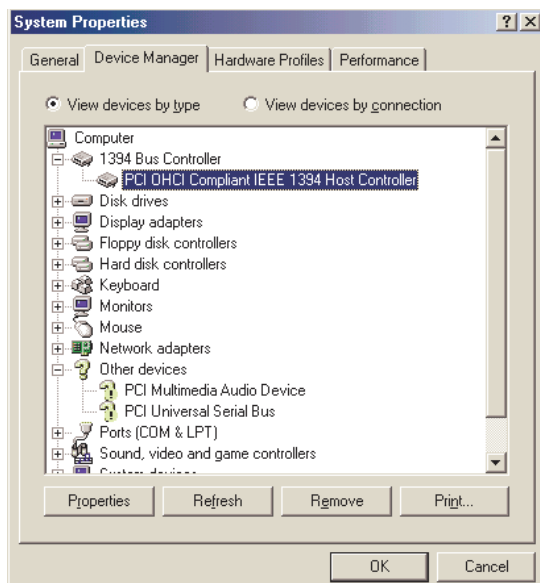 System Properties
General Device Manager Hardware Profiles Performance
View devices by type View devices by connection
Computer
1394 Bus Controller
PCI OHCI Compliant IEEE 1394 Host Controller
Disk drives
Display adapters
Floppy disk controllers
Hard disk controllers
Keyboard
Monitors
Mouse
Network adapters
Other devices
PCI Multimedia Audio Device
PCI Universal Serial Bus
Ports (COM & LPT)
Sound, video and game controllers
System devices
Properties Refresh Remove Print...
OK Cancel